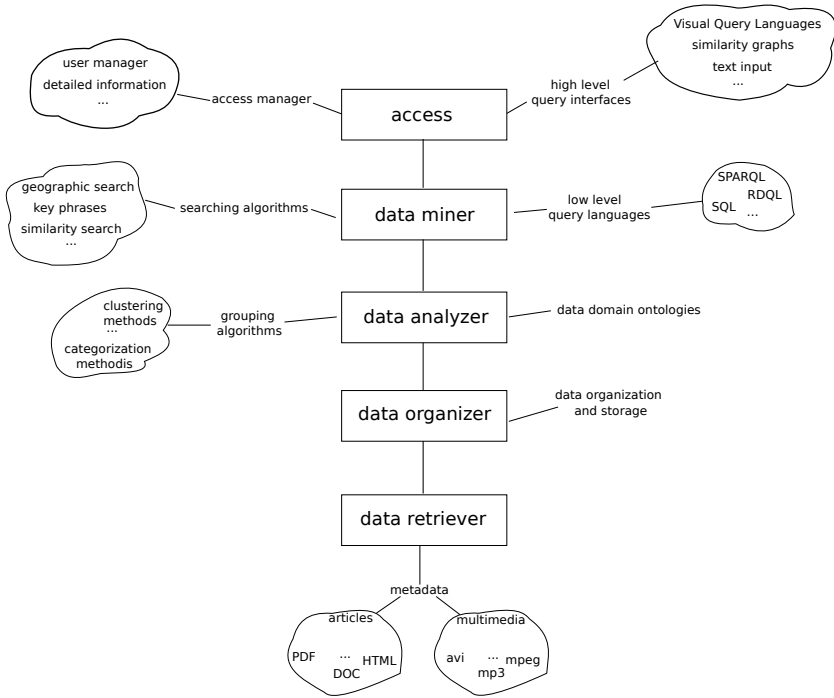 Visual Query Languages
similarity graphs
text input
...
user manager
detailed information
...
access manager
access
high level
query interfaces
geographic search
key phrases
similarity search
...
searching algorithms
data miner
low level
query languages
SPARQL
RDQL
SQL
...
clustering
methods
...
categorization
methodis
grouping
algorithms
data analyzer
data domain ontologies
data organizer
data organization
and storage
data retriever
metadata
articles
PDF
...
HTML
DOC
multimedia
avi
...
mpeg
mp3